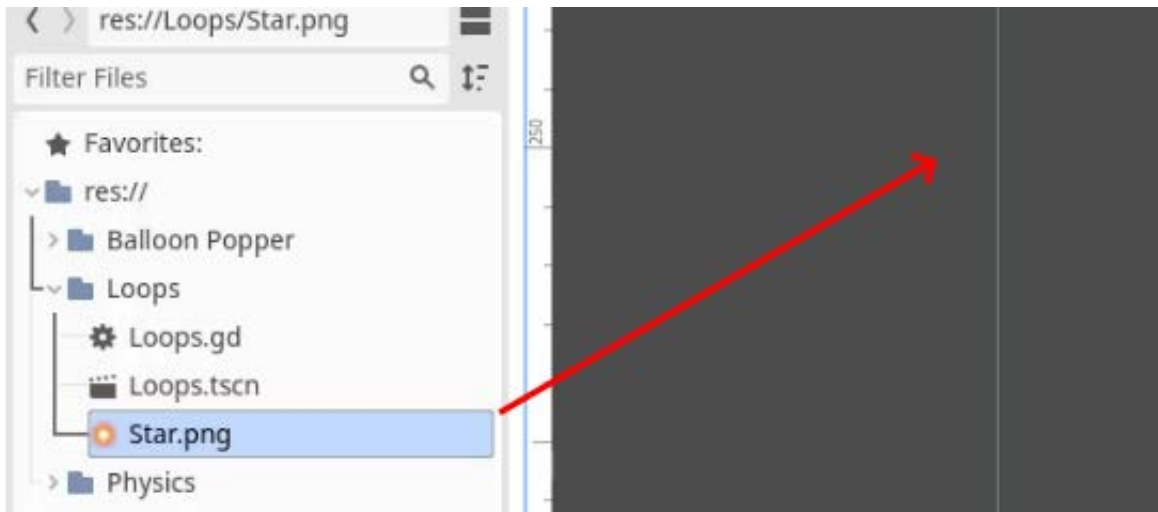 res://Loops/Star.png
Filter Files
Favorites:
res://
Balloon Popper
Loops
Loops.gd
Loops.tscn
Star.png
Physics
250